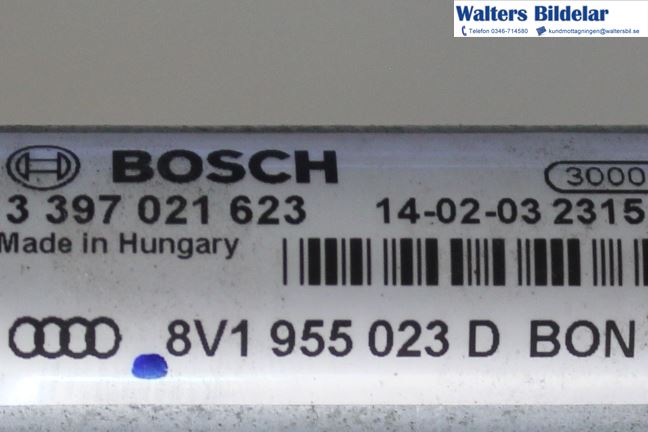 Walters Bildelar
Telefon 0346-714580 kundmottagningen@waltersbil.se
BOSCH
3000
3 397 021 623 14-02-03 2315
Made in Hungary
8V1 955 023 D BON